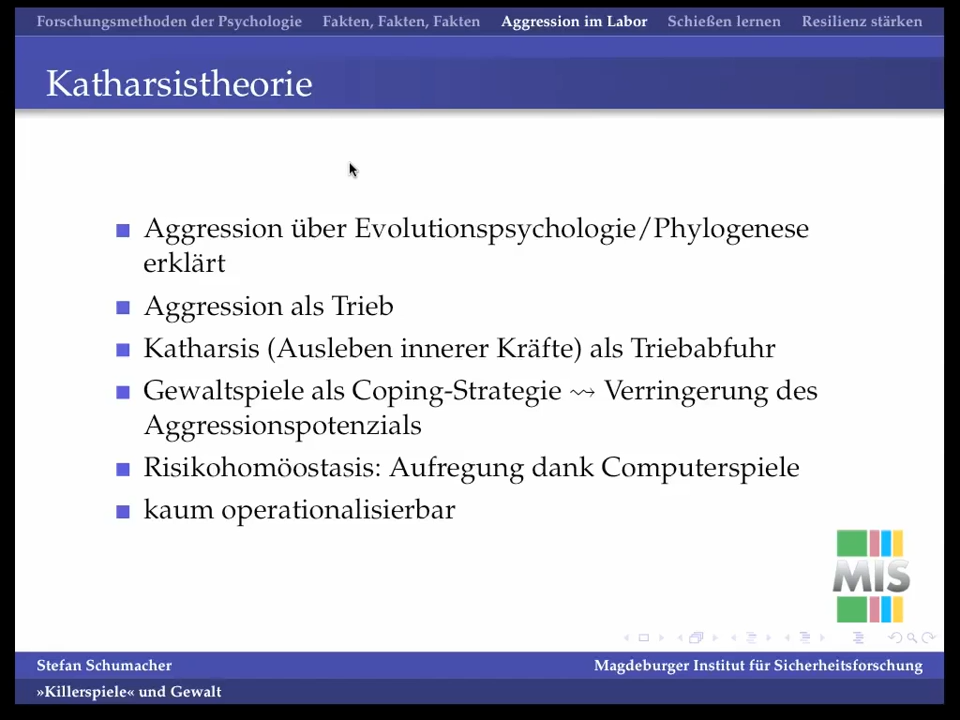 Forschungsmethoden der Psychologie Fakten, Fakten, Fakten Aggression im Labor Schießen lernen Resilienz stärken
Katharsistheorie
Aggression über Evolutionspsychologie/Phylogenese
erklärt
Aggression als Trieb
Katharsis (Ausleben innerer Kräfte) als Triebabfuhr
Gewaltspiele als Coping-Strategie ⇝ Verringerung des
Aggressionspotenzials
Risikohomöostasis: Aufregung dank Computerspiele
kaum operationalisierbar
MIS
Stefan Schumacher Magdeburger Institut für Sicherheitsforschung
»Killerspiele« und Gewalt